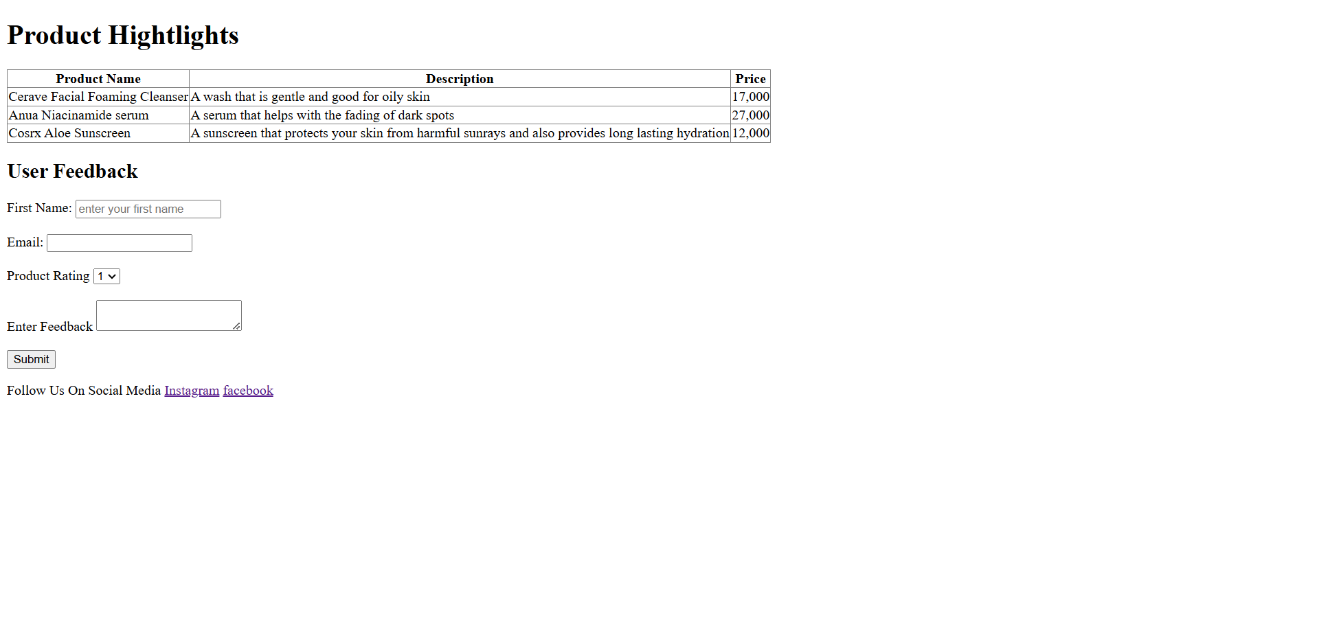 Product Hightlights
Product Name Description Price
Cerave Facial Foaming Cleanser A wash that is gentle and good for oily skin 17,000
Anua Niacinamide serum A serum that helps with the fading of dark spots 27,000
Cosrx Aloe Sunscreen A sunscreen that protects your skin from harmful sunrays and also provides long lasting hydration 12,000
User Feedback
First Name: enter your first name
Email:
Product Rating 1
Enter Feedback
Submit
Follow Us On Social Media Instagram facebook